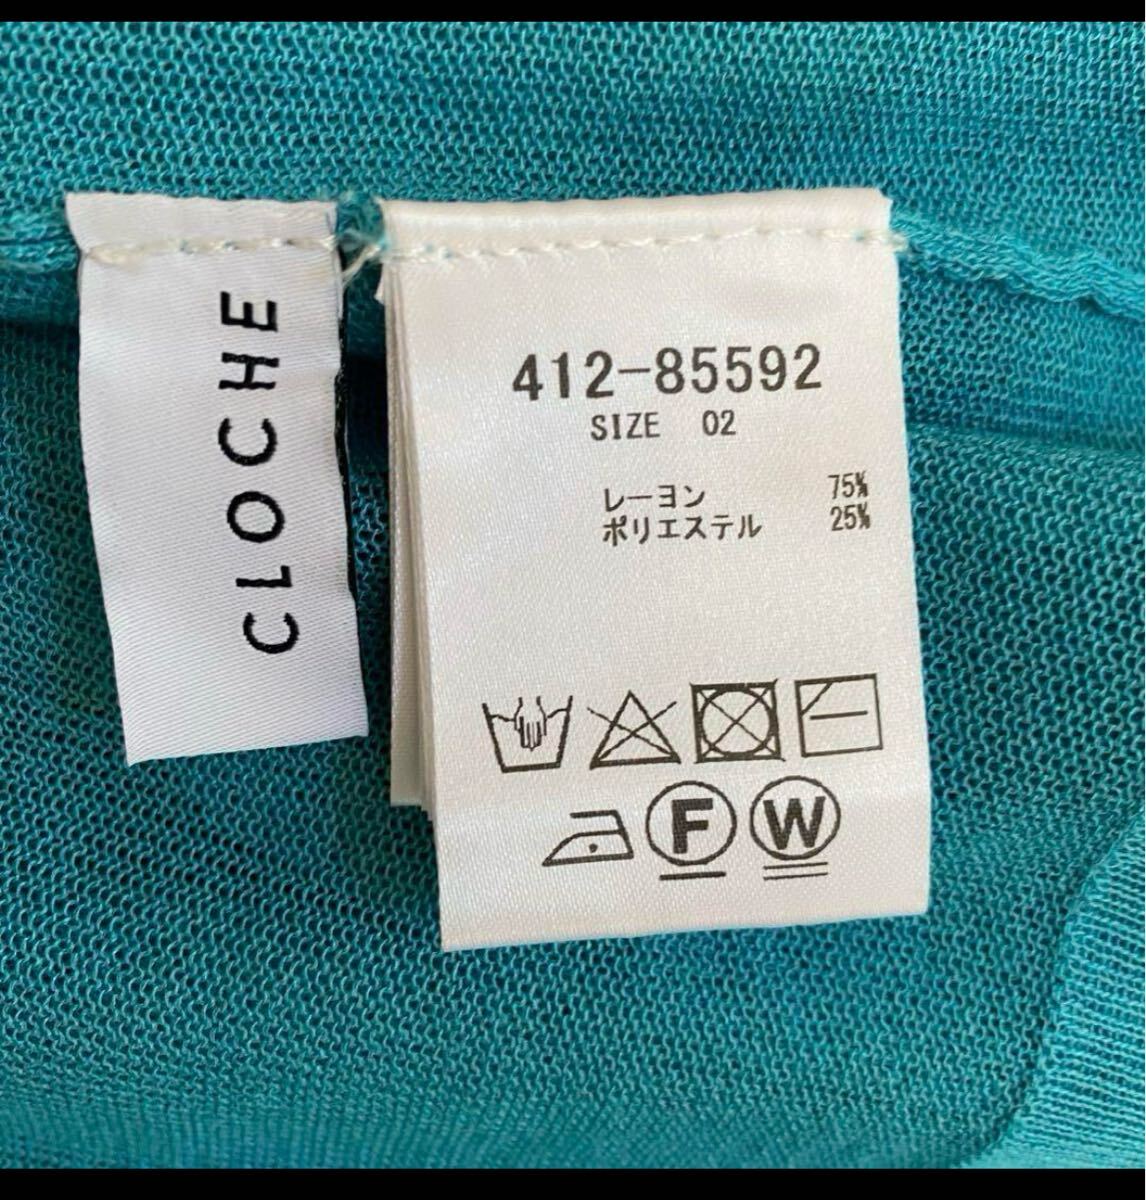 CLOCHE
412-85592
SIZE 02
レーヨン 75%
ポリエステル 25%
F W